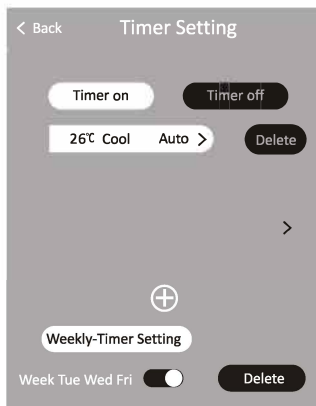 < Back Timer Setting
Timer on Timer off
26℃ Cool Auto > Delete
>
Weekly-Timer Setting
Week Tue Wed Fri Delete